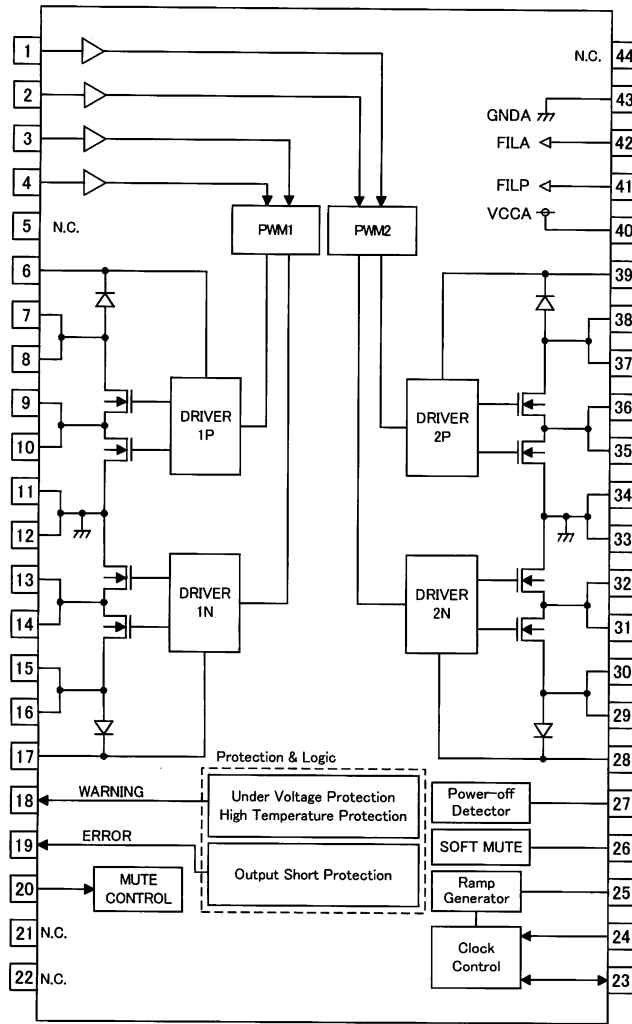 1
2
3
4
5
N.C.
6
7
8
9
10
11
12
13
14
15
16
17
18
WARNING
19
ERROR
20
MUTE
CONTROL
21
N.C.
22
N.C.
PWM1
PWM2
DRIVER
1P
DRIVER
1N
DRIVER
2P
DRIVER
2N
Protection & Logic
Under Voltage Protection
High Temperature Protection
Output Short Protection
Power-off
Detector
SOFT MUTE
Ramp
Generator
Clock
Control
N.C.
44
43
GNDA
FILA
42
FILP
41
VCCA
40
39
38
37
36
35
34
33
32
31
30
29
28
27
26
25
24
23